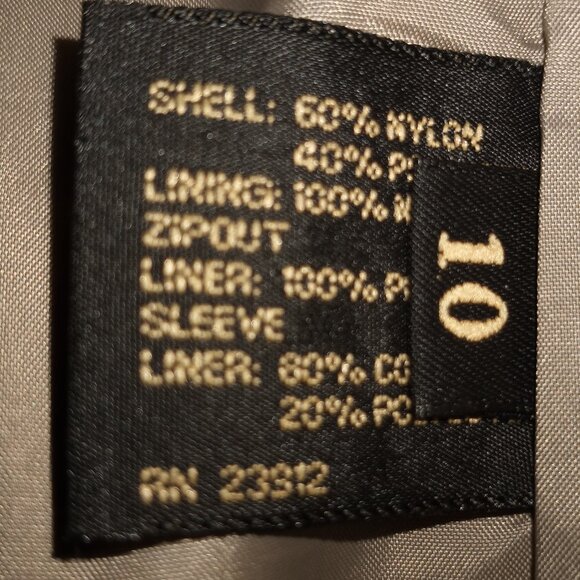 SHELL: 60% NYLON
40%
LINING: 100%
ZIPOUT
LINER: 100%
SLEEVE
LINER: 80%
20%
RN 23912
10